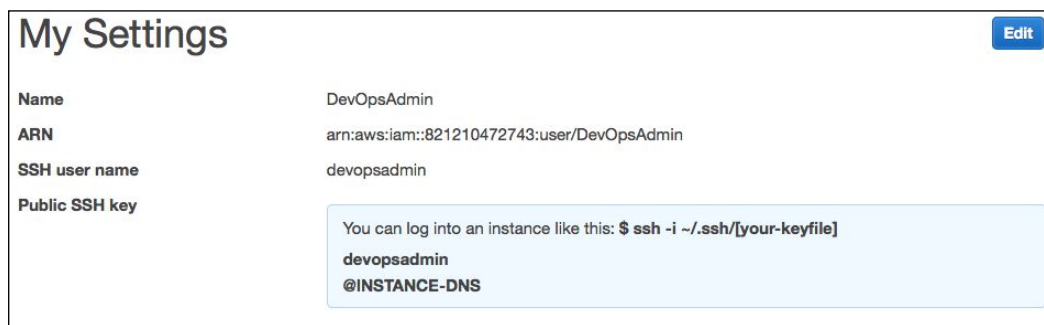 My Settings
Edit
Name DevOpsAdmin
ARN arn:aws:iam::821210472743:user/DevOpsAdmin
SSH user name devopsadmin
Public SSH key
You can log into an instance like this: $ ssh -i ~/.ssh/[your-keyfile]
devopsadmin
@INSTANCE-DNS